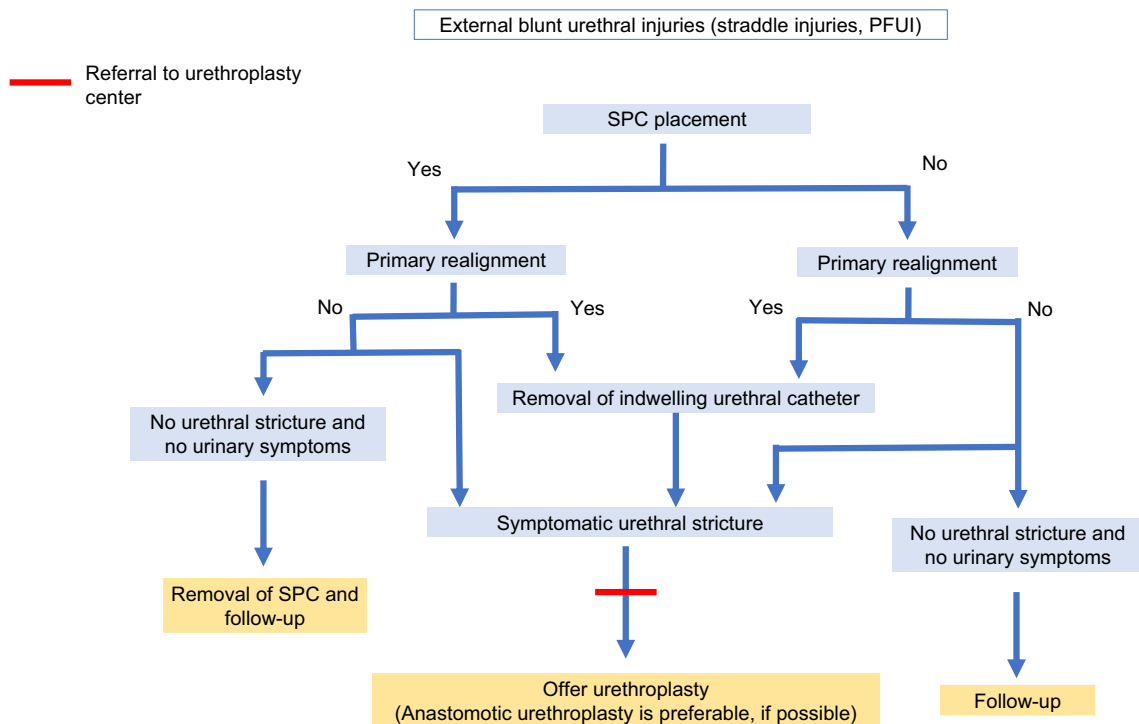 External blunt urethral injuries (straddle injuries, PFUI)
Referral to urethroplasty
center
SPC placement
Yes
No
Primary realignment
Primary realignment
No
Yes
Yes
No
No urethral stricture and
no urinary symptoms
Removal of indwelling urethral catheter
Symptomatic urethral stricture
No urethral stricture and
no urinary symptoms
Removal of SPC and
follow-up
Offer urethroplasty
(Anastomotic urethroplasty is preferable, if possible)
Follow-up